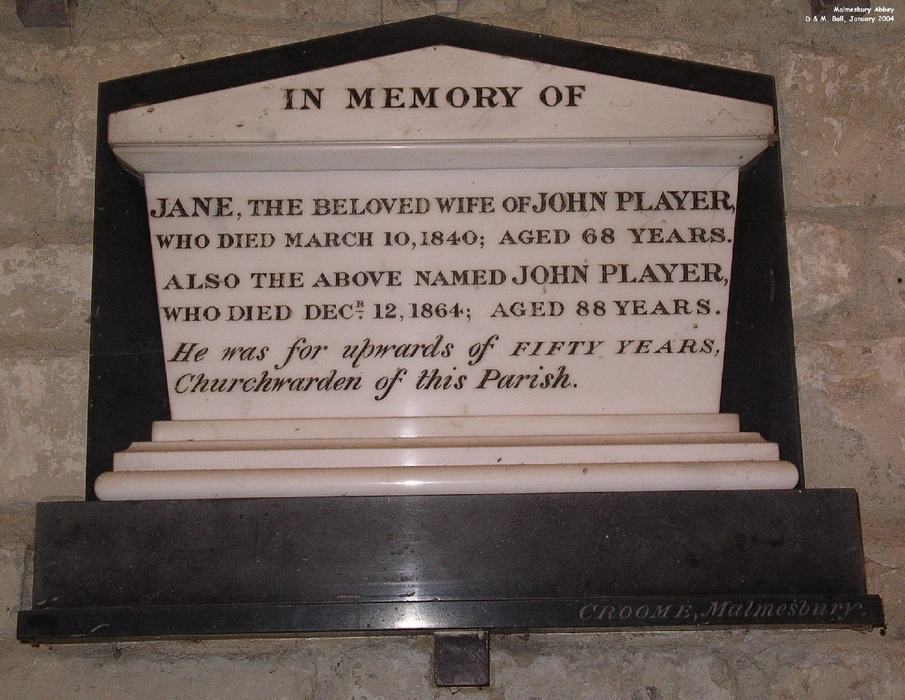 Malmesbury Abbey
D & M. Ball, January 2004
IN MEMORY OF
JANE, THE BELOVED WIFE OF JOHN PLAYER,
WHO DIED MARCH 10, 1840; AGED 68 YEARS.
ALSO THE ABOVE NAMED JOHN PLAYER,
WHO DIED DECR. 12, 1864; AGED 88 YEARS.
He was for upwards of FIFTY YEARS,
Churchwarden of this Parish.
CROOME, Malmesbury.